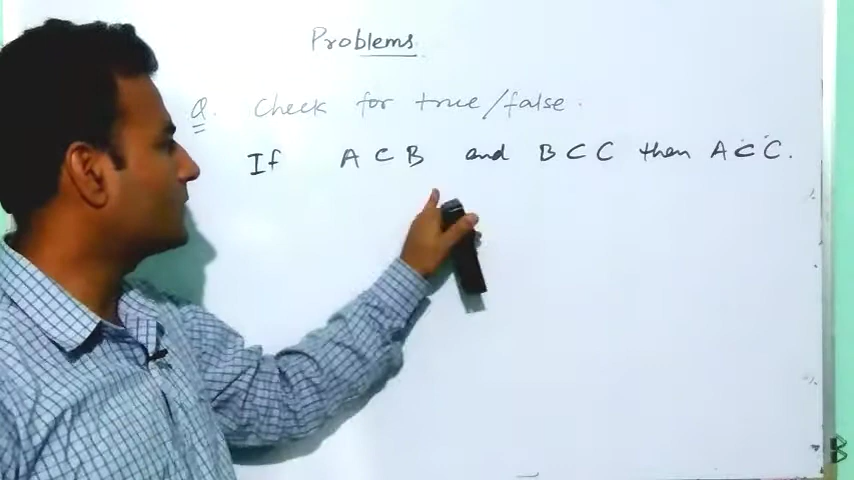 Problems
Q. Check for true/false.
If A ⊂ B and B ⊂ C then A ⊂ C.
B